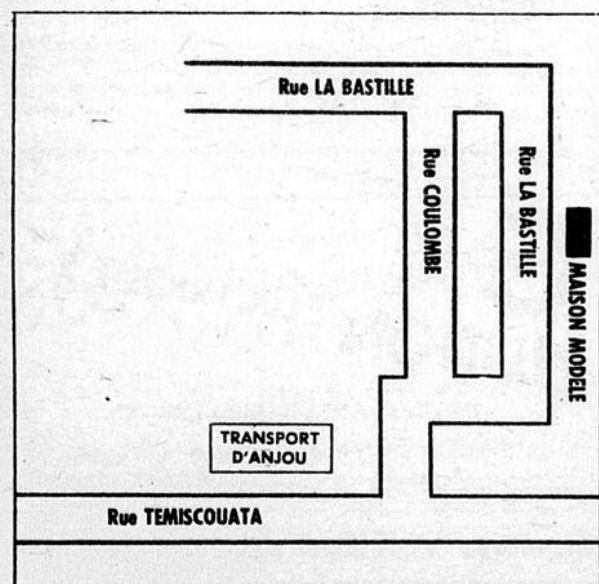 Rue LA BASTILLE
Rue COULOMBE
Rue LA BASTILLE
MAISON MODELE
TRANSPORT
D'ANJOU
Rue TEMISCOUATA